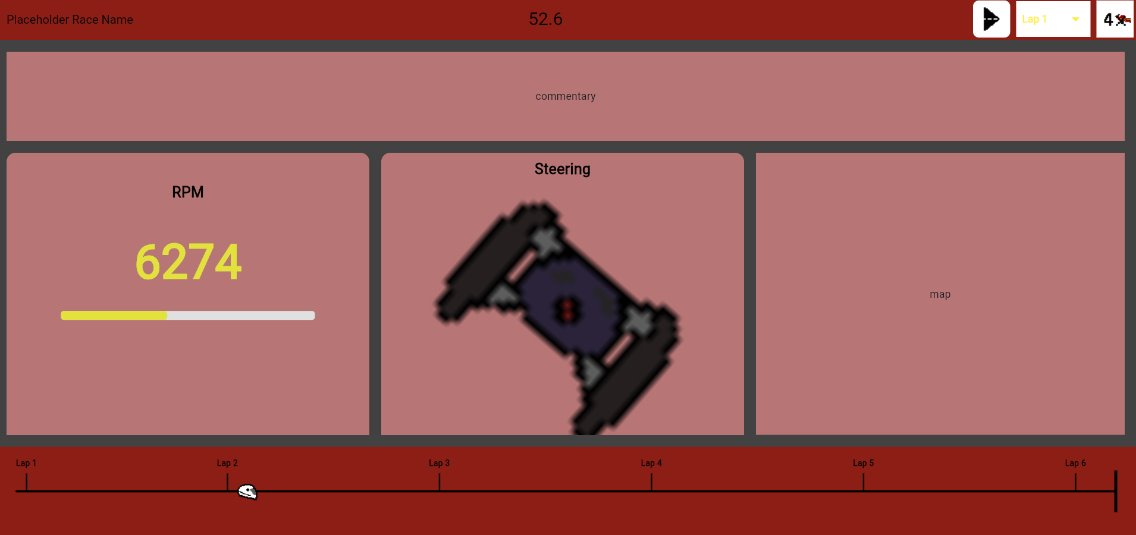 Placeholder Race Name
52.6
Lap 1
4x
commentary
RPM
6274
Steering
map
Lap 1
Lap 2
Lap 3
Lap 4
Lap 5
Lap 6